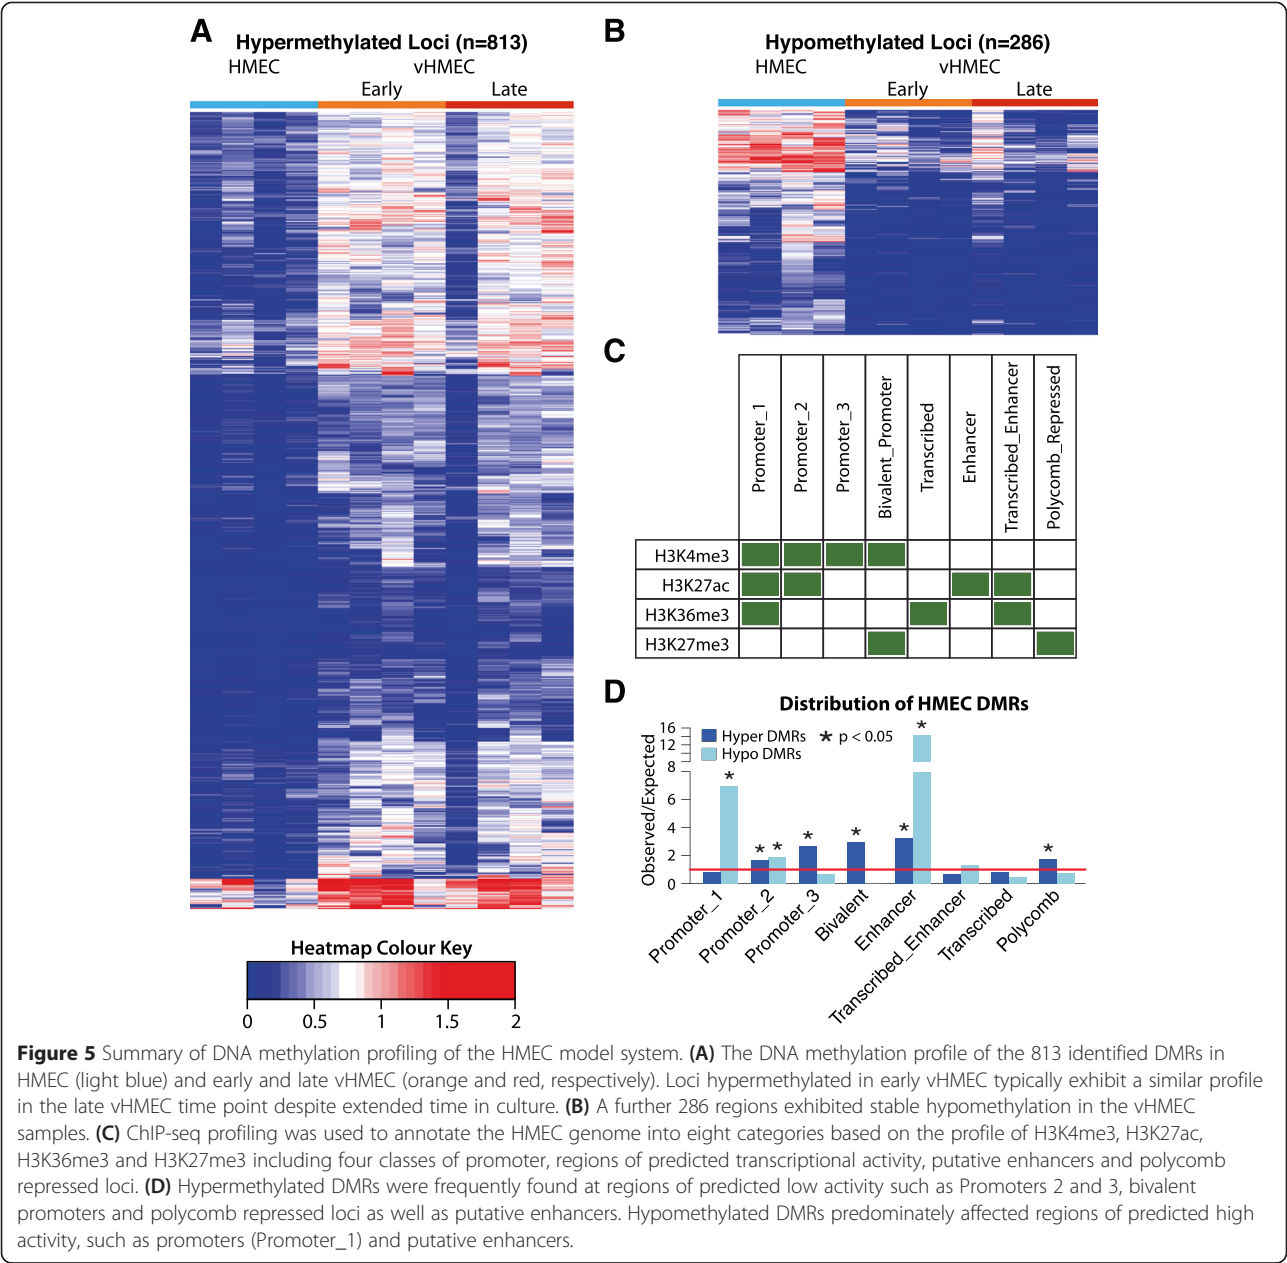 A
Hypermethylated Loci (n=813)
HMEC
vHMEC
Early
Late
B
Hypomethylated Loci (n=286)
HMEC
vHMEC
Early
Late
Heatmap Colour Key
0 0.5 1 1.5 2
C
Promoter_1
Promoter_2
Promoter_3
Bivalent_Promoter
Transcribed
Enhancer
Transcribed_Enhancer
Polycomb_Repressed
H3K4me3
H3K27ac
H3K36me3
H3K27me3
D
Distribution of HMEC DMRs
Observed/Expected
16
12
8
6
4
2
0
Hyper DMRs * p < 0.05
Hypo DMRs
*
* *
*
*
* *
*
Promoter_1
Promoter_2
Promoter_3
Bivalent
Enhancer
Transcribed_Enhancer
Transcribed
Polycomb
Figure 5 Summary of DNA methylation profiling of the HMEC model system. (A) The DNA methylation profile of the 813 identified DMRs in
HMEC (light blue) and early and late vHMEC (orange and red, respectively). Loci hypermethylated in early vHMEC typically exhibit a similar profile
in the late vHMEC time point despite extended time in culture. (B) A further 286 regions exhibited stable hypomethylation in the vHMEC
samples. (C) ChIP-seq profiling was used to annotate the HMEC genome into eight categories based on the profile of H3K4me3, H3K27ac,
H3K36me3 and H3K27me3 including four classes of promoter, regions of predicted transcriptional activity, putative enhancers and polycomb
repressed loci. (D) Hypermethylated DMRs were frequently found at regions of predicted low activity such as Promoters 2 and 3, bivalent
promoters and polycomb repressed loci as well as putative enhancers. Hypomethylated DMRs predominately affected regions of predicted high
activity, such as promoters (Promoter_1) and putative enhancers.